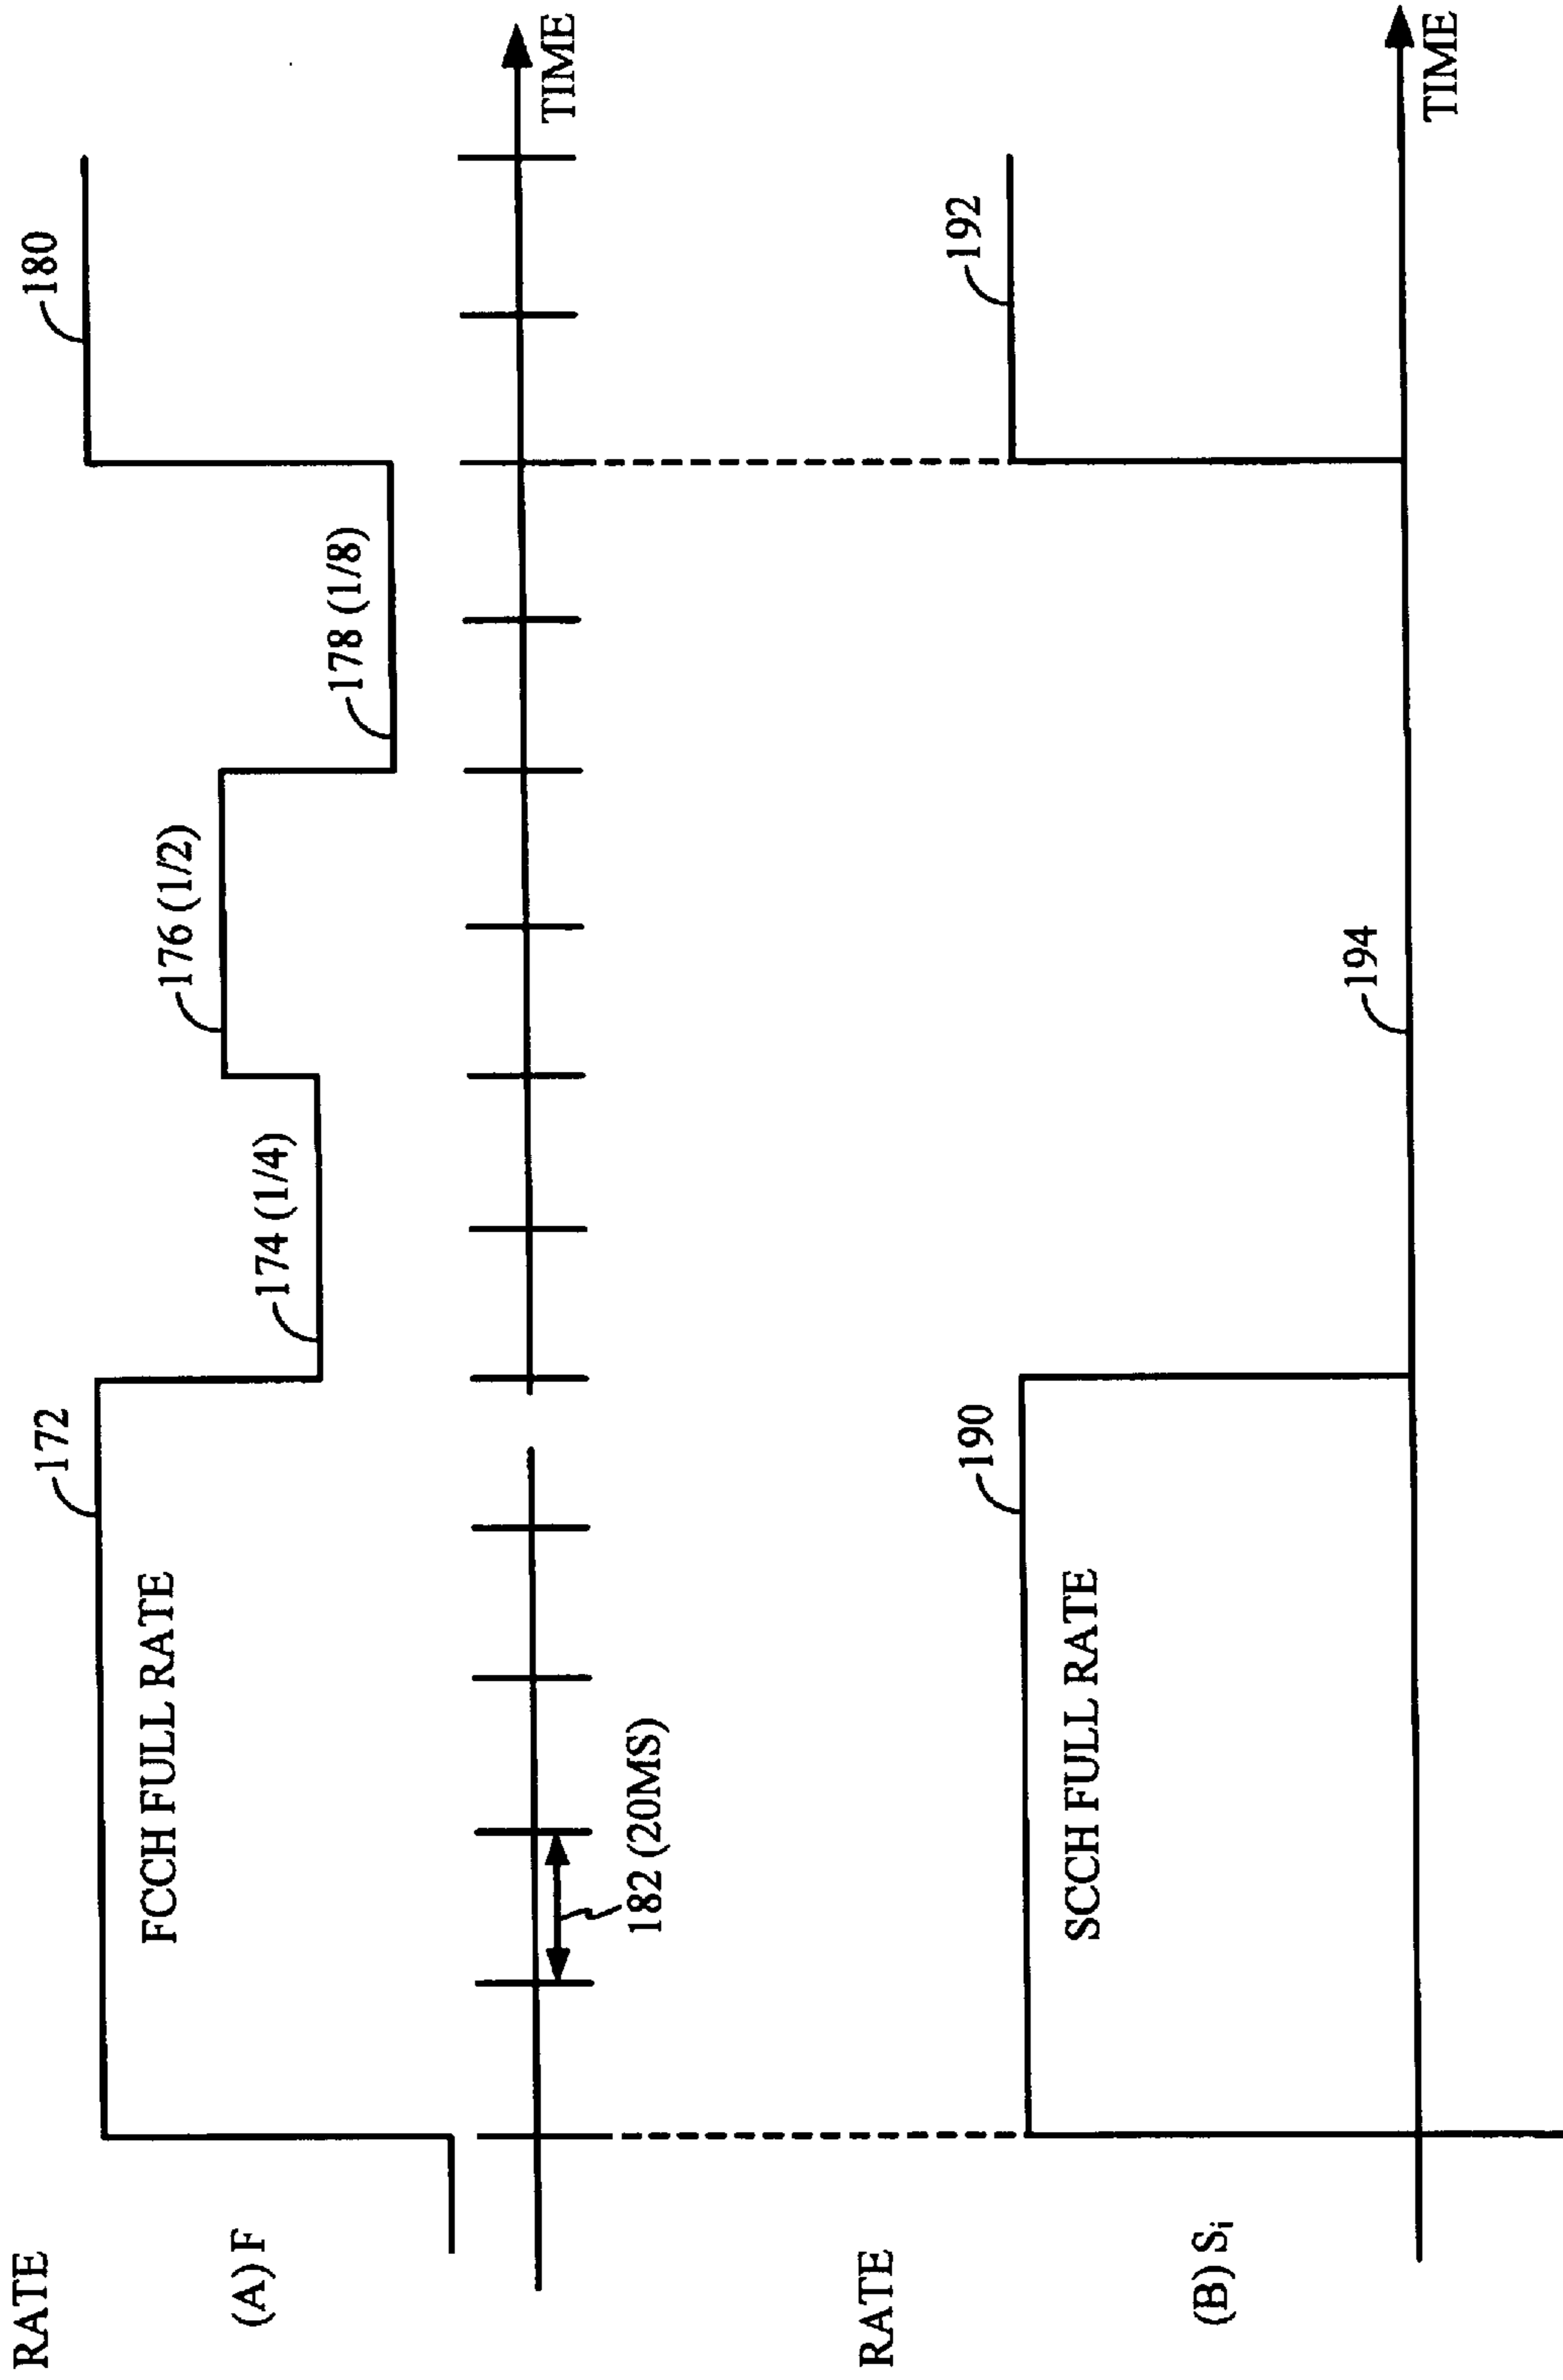 RATE
(A) F
FCCH FULL RATE
172
174 (1/4)
176 (1/2)
178 (1/8)
180
182 (20MS)
TIME
RATE
(B) Si
SCCH FULL RATE
190
194
192
TIME